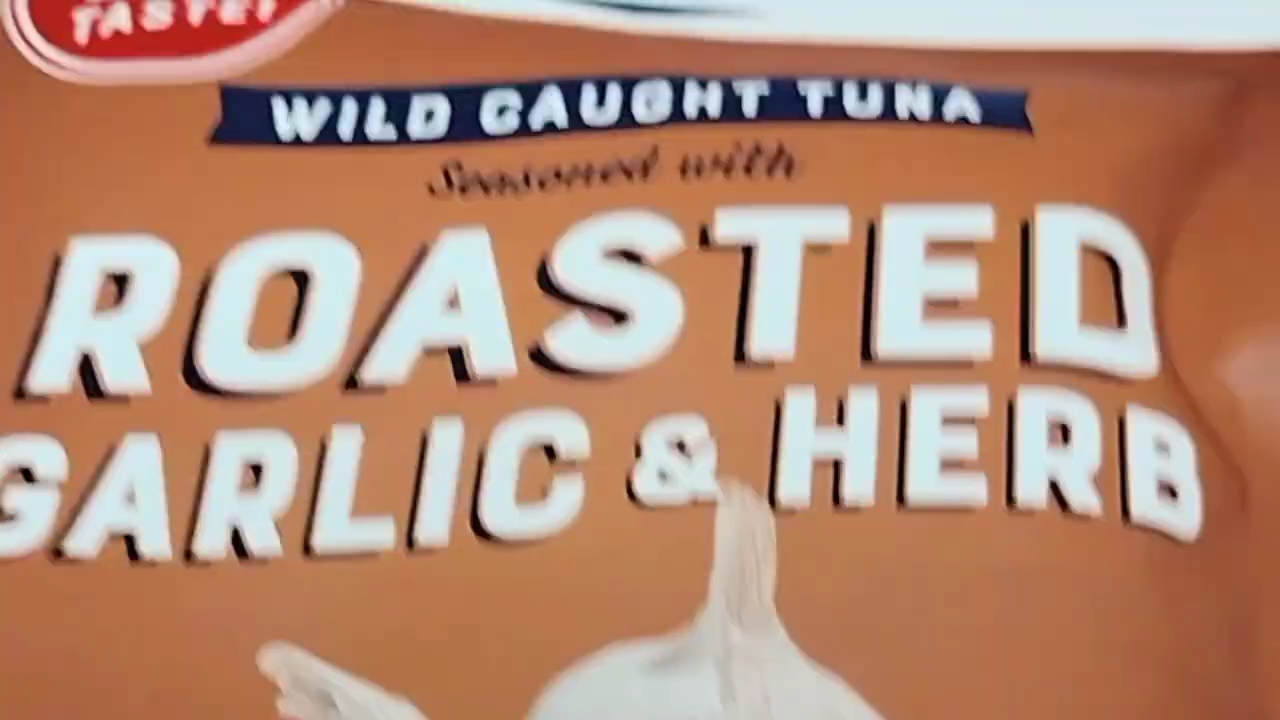 TASTE!
WILD CAUGHT TUNA
Seasoned with
ROASTED
GARLIC & HERB